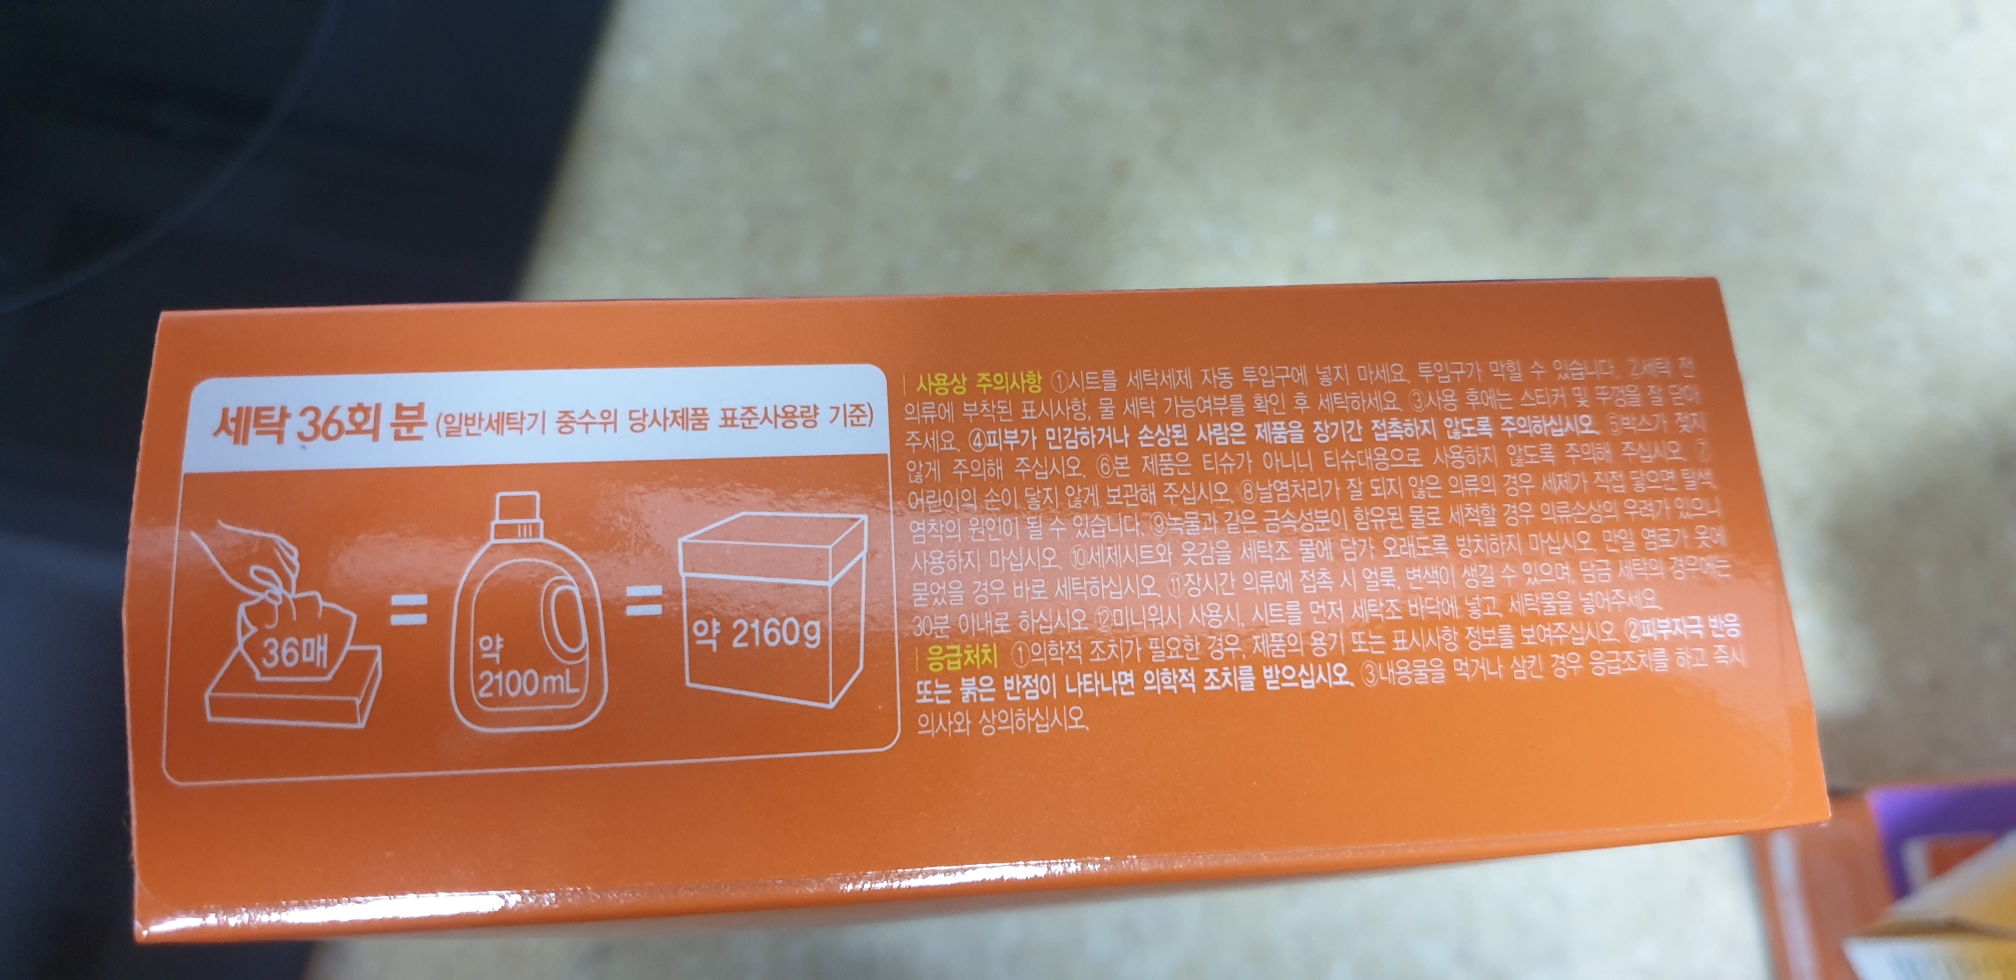 세탁 36회 분 (일반세탁기 중수위 당사제품 표준사용량 기준)
36매
=
약
2100mL
=
약 2160g
사용상 주의사항 ①시트를 세탁세제 자동 투입구에 넣지 마세요. 투입구가 막힐 수 있습니다. ②세탁 전
의류에 부착된 표시사항, 물 세탁 가능여부를 확인 후 세탁하세요. ③사용 후에는 스티커 및 뚜껑을 잘 닫아
주세요. ④피부가 민감하거나 손상된 사람은 제품을 장기간 접촉하지 않도록 주의하십시오. ⑤박스가 젖지
않게 주의해 주십시오. ⑥본 제품은 티슈가 아니니 티슈대용으로 사용하지 않도록 주의해 주십시오. ⑦
어린이의 손이 닿지 않게 보관해 주십시오. ⑧날염처리가 잘 되지 않은 의류의 경우 세제가 직접 닿으면 탈색,
염착의 원인이 될 수 있습니다. ⑨녹물과 같은 금속성분이 함유된 물로 세척할 경우 의류손상의 우려가 있으니
사용하지 마십시오. ⑩세제시트와 옷감을 세탁조 물에 담가 오래도록 방치하지 마십시오. 만일 염료가 옷에
묻었을 경우 바로 세탁하십시오. ⑪장시간 의류에 접촉 시 얼룩, 변색이 생길 수 있으며, 담금 세탁의 경우에는
30분 이내로 하십시오. ⑫미니워시 사용시, 시트를 먼저 세탁조 바닥에 넣고, 세탁물을 넣어주세요.
응급처치 ①의학적 조치가 필요한 경우, 제품의 용기 또는 표시사항 정보를 보여주십시오. ②피부자극 반응
또는 붉은 반점이 나타나면 의학적 조치를 받으십시오. ③내용물을 먹거나 삼킨 경우 응급조치를 하고 즉시
의사와 상의하십시오.